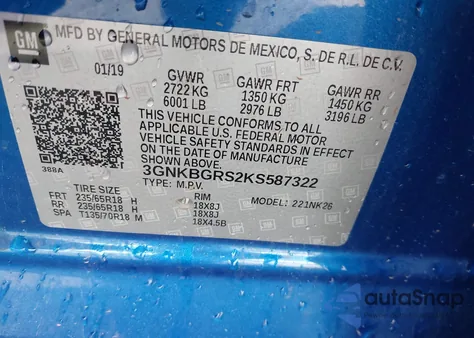 GM MFD BY GENERAL MOTORS DE MEXICO, S. DE R.L. DE C.V.
01/19 GVWR GAWR FRT GAWR RR
2722 KG 1350 KG 1450 KG
6001 LB 2976 LB 3196 LB
THIS VEHICLE CONFORMS TO ALL
APPLICABLE U.S. FEDERAL MOTOR
VEHICLE SAFETY STANDARDS IN
EFFECT ON THE DATE OF
MANUFACTURE SHOWN ABOVE.
388A 3GNKBGRS2KS587322
TYPE: M.P.V. MODEL: 221NK26
TIRE SIZE RIM
FRT 235/65R18 H 18X8J
RR 235/65R18 H 18X8J
SPA T135/70R18 M 18X4.5B
autoSnap